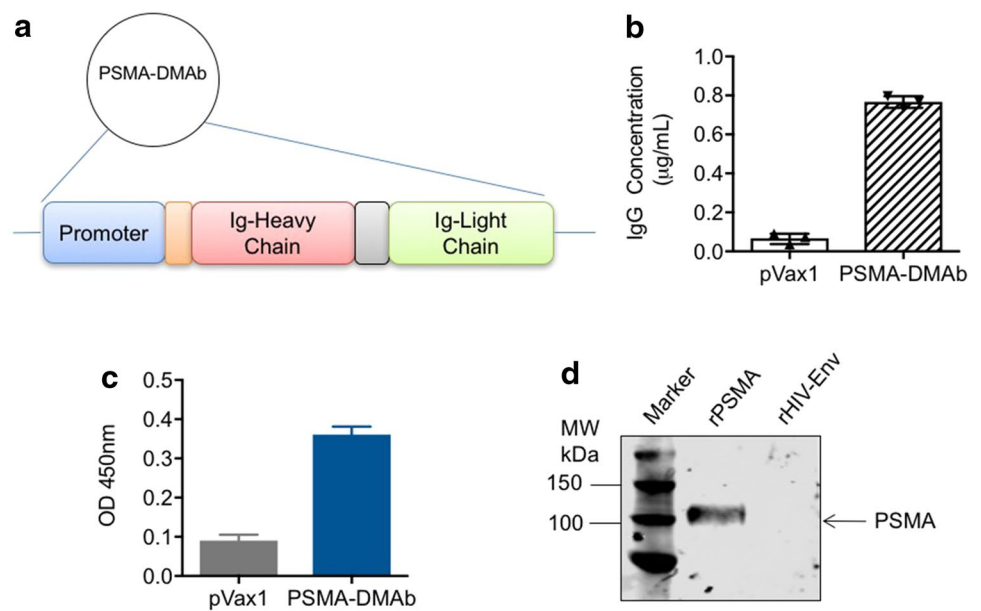 a
PSMA-DMAb
Promoter
Ig-Heavy
Chain
Ig-Light
Chain
b
IgG Concentration
(μg/mL)
1.0
0.8
0.6
0.4
0.2
0.0
pVax1
PSMA-DMAb
c
OD 450nm
0.5
0.4
0.3
0.2
0.1
0.0
pVax1
PSMA-DMAb
d
Marker
rPSMA
rHIV-Env
MW
kDa
150
100
PSMA